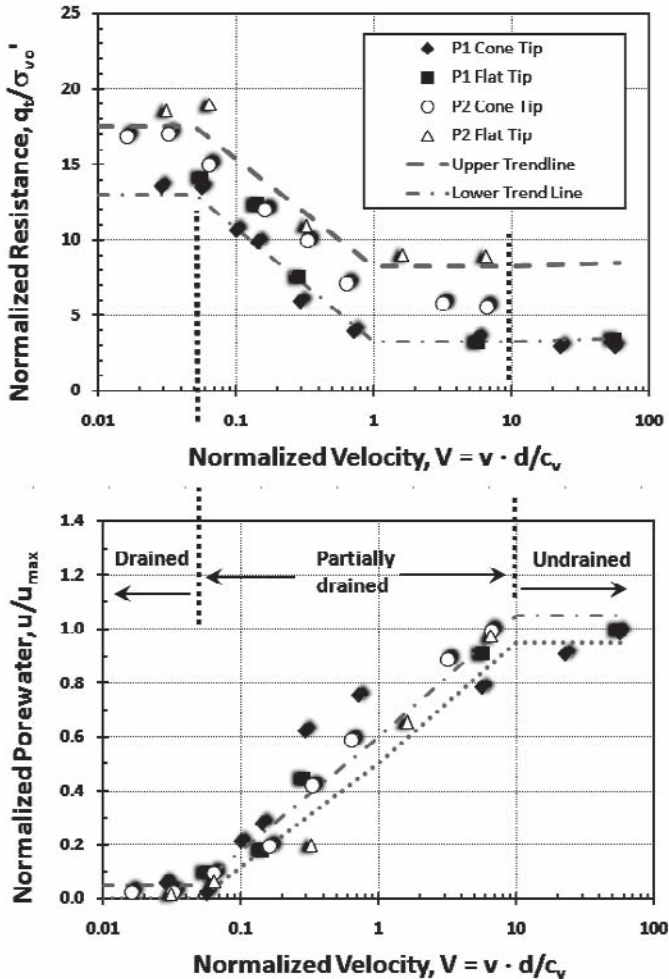 Normalized Resistance, qt/σvo'
25
20
15
10
5
0
P1 Cone Tip
P1 Flat Tip
P2 Cone Tip
P2 Flat Tip
Upper Trendline
Lower Trend Line
0.01 0.1 1 10 100
Normalized Velocity, V = v · d/cv
Normalized Porewater, u/umax
1.4
1.2
1.0
0.8
0.6
0.4
0.2
0.0
Drained
Partially
drained
Undrained
0.01 0.1 1 10 100
Normalized Velocity, V = v · d/cv